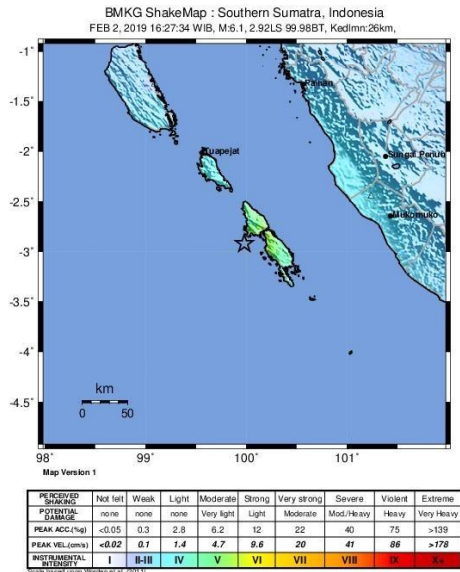 BMKG ShakeMap : Southern Sumatra, Indonesia
FEB 2, 2019 16:27:34 WIB, M:6.1, 2.92LS 99.98BT, Kedlmn:26km,
-1°
Painan
-1.5°
Tuapejat
Sungai Penuh
-2°
-2.5°
Mukomuko
-3°
-3.5°
-4°
km
0 50
-4.5°
98° 99° 100° 101°
Map Version 1
PERCEIVED SHAKING Not felt Weak Light Moderate Strong Very strong Severe Violent Extreme
POTENTIAL DAMAGE none none none Very light Light Moderate Mod./Heavy Heavy Very Heavy
PEAK ACC.(%g) <0.05 0.3 2.8 6.2 12 22 40 75 >139
PEAK VEL.(cm/s) <0.02 0.1 1.4 4.7 9.6 20 41 86 >178
INSTRUMENTAL INTENSITY I II-III IV V VI VII VIII IX X+